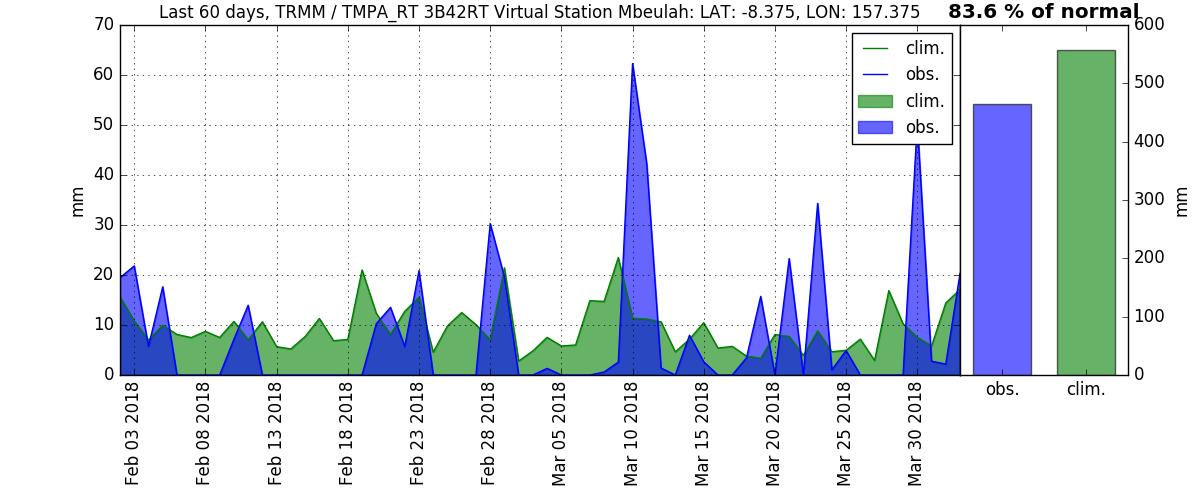 Last 60 days, TRMM / TMPA_RT 3B42RT Virtual Station Mbeulah: LAT: -8.375, LON: 157.375
83.6 % of normal
70
60
50
40
30
20
10
0
mm
clim.
obs.
clim.
obs.
600
500
400
300
200
100
0
mm
obs.
clim.
Feb 03 2018
Feb 08 2018
Feb 13 2018
Feb 18 2018
Feb 23 2018
Feb 28 2018
Mar 05 2018
Mar 10 2018
Mar 15 2018
Mar 20 2018
Mar 25 2018
Mar 30 2018